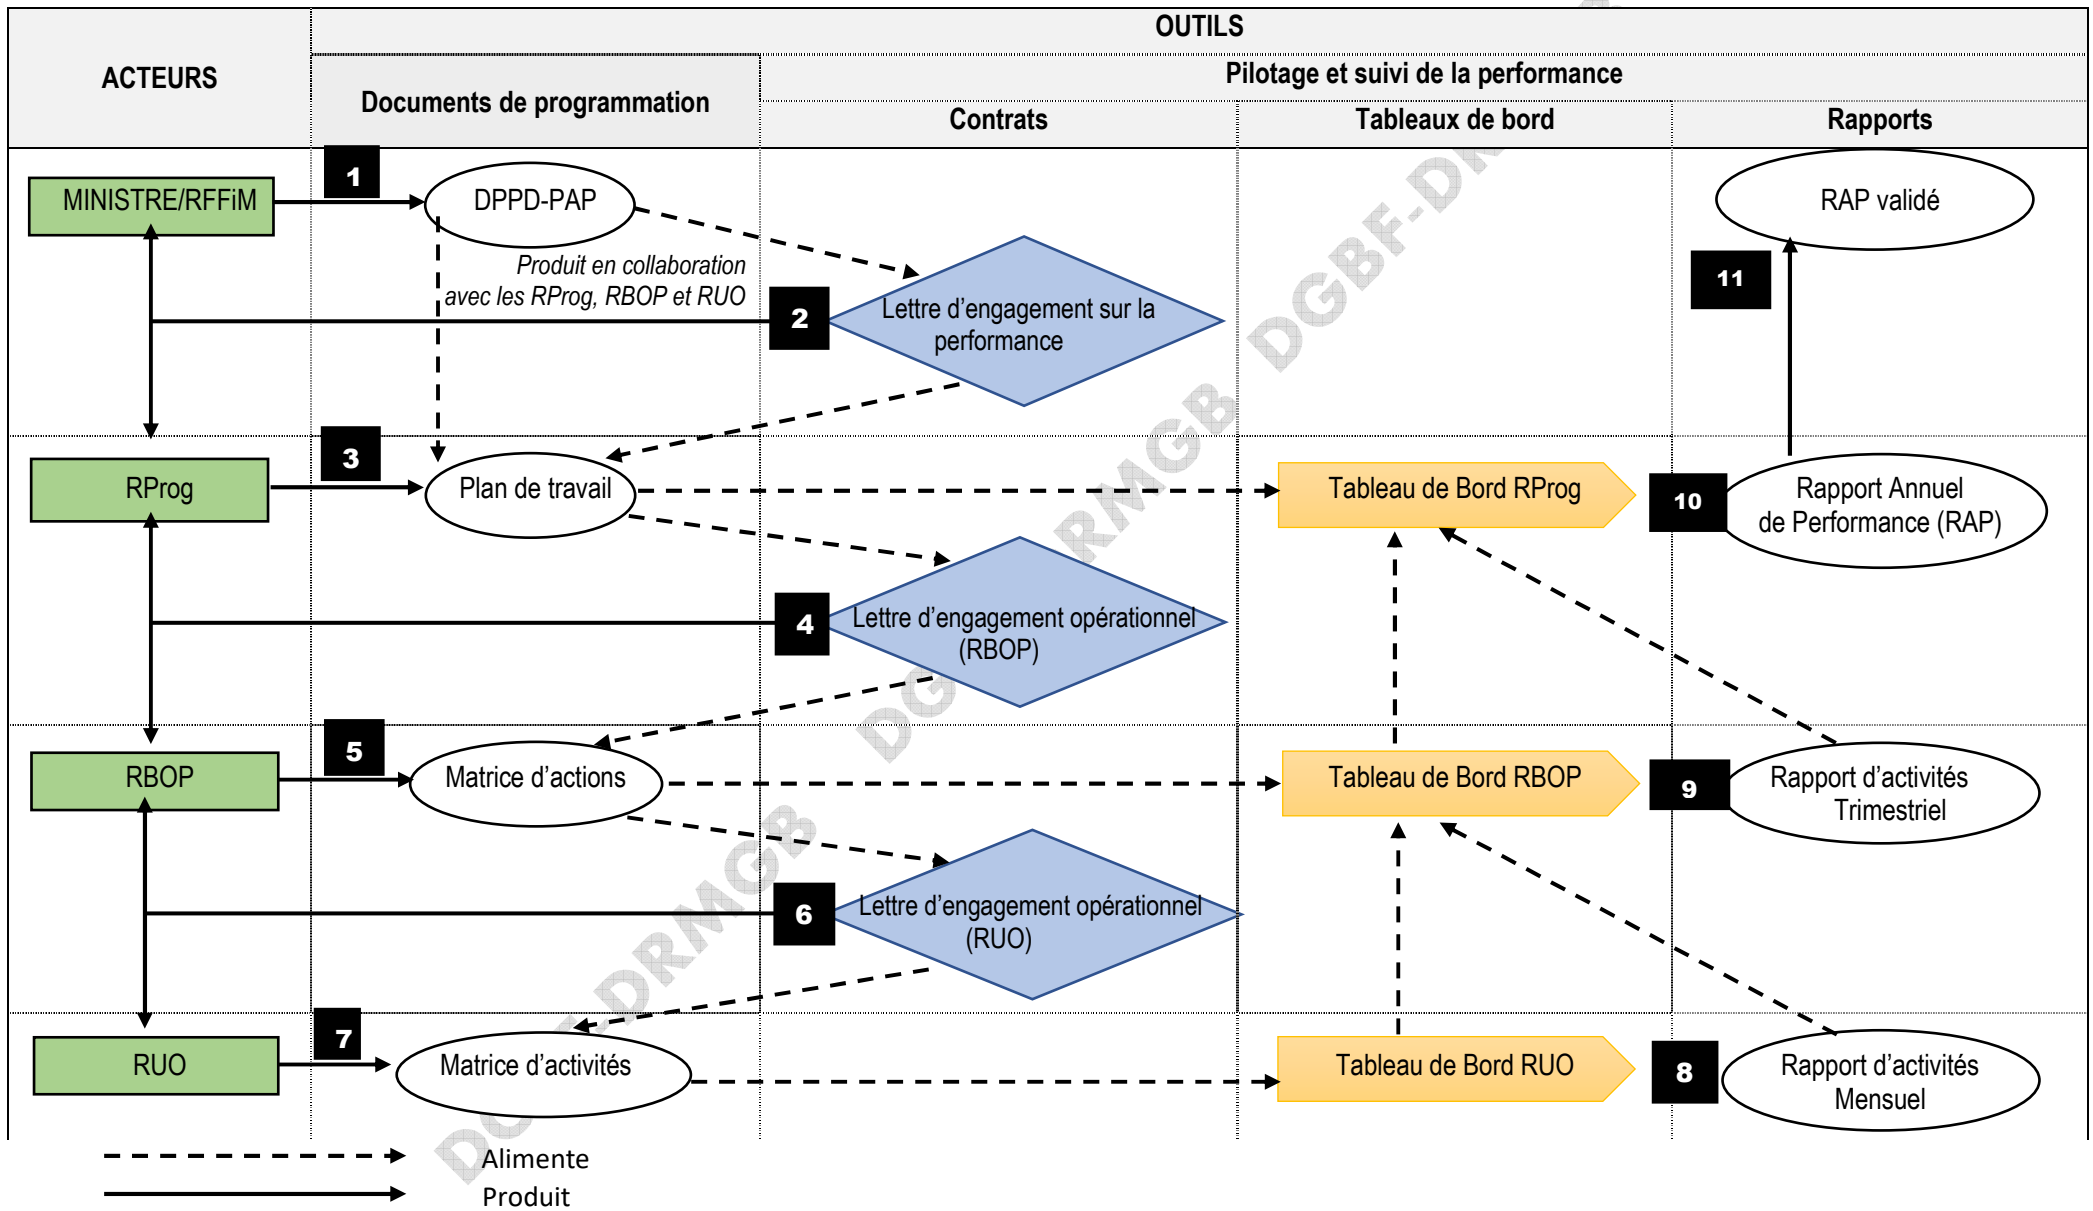 OUTILS
ACTEURS
Documents de programmation
Pilotage et suivi de la performance
Contrats
Tableaux de bord
Rapports
1
MINISTRE/RFFiM
DPPD-PAP
RAP validé
Produit en collaboration
avec les RProg, RBOP et RUO
11
2
Lettre d’engagement sur la
performance
3
RProg
Plan de travail
Tableau de Bord RProg
10
Rapport Annuel
de Performance (RAP)
4
Lettre d’engagement opérationnel
(RBOP)
5
RBOP
Matrice d’actions
Tableau de Bord RBOP
9
Rapport d’activités
Trimestriel
6
Lettre d’engagement opérationnel
(RUO)
7
RUO
Matrice d’activités
Tableau de Bord RUO
8
Rapport d’activités
Mensuel
Alimente
Produit